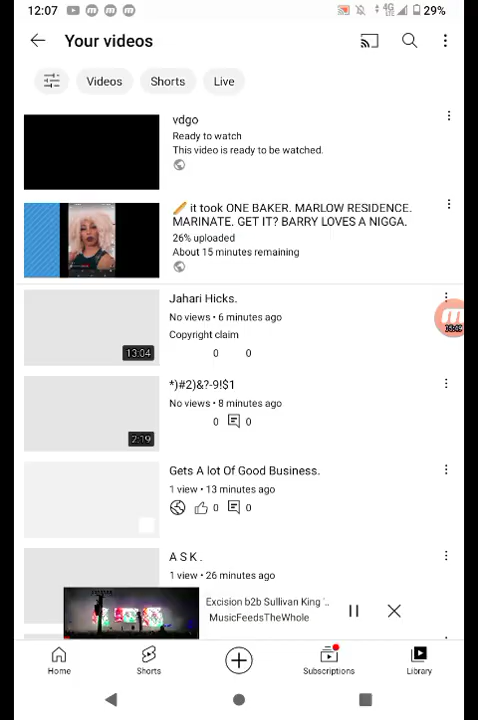 12:07 4G 29%
Your videos
Videos Shorts Live
vdgo
Ready to watch
This video is ready to be watched.
it took ONE BAKER. MARLOW RESIDENCE.
MARINATE. GET IT? BARRY LOVES A NIGGA.
26% uploaded
About 15 minutes remaining
Jahari Hicks.
No views • 6 minutes ago
Copyright claim
0 0
13:04
*)#2)&?-9!$1
No views • 8 minutes ago
0 0
2:19
Gets A lot Of Good Business.
1 view • 13 minutes ago
0 0
A S K .
1 view • 26 minutes ago
Excision b2b Sullivan King '..
MusicFeedsTheWhole
Home Shorts Subscriptions Library